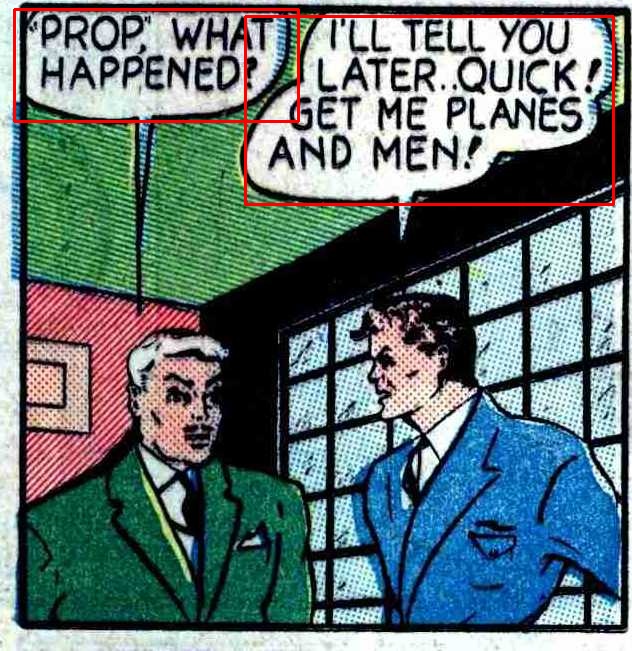 "PROP," WHAT
HAPPENED?
I'LL TELL YOU
LATER..QUICK!
GET ME PLANES
AND MEN!